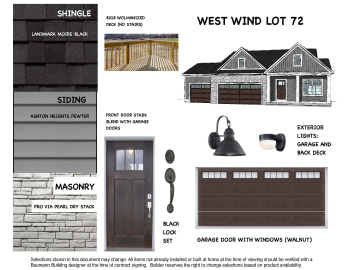 SHINGLE
LANDMARK MOIRE BLACK
8X18 WOLMANIZED
DECK (NO STAIRS)
WEST WIND LOT 72
SIDING
ASHTON HEIGHTS PEWTER
FRONT DOOR STAIN:
BLEND WITH GARAGE
DOORS
EXTERIOR
LIGHTS:
GARAGE AND
BACK DECK
MASONRY
PRO VIA PEARL DRY STACK
BLACK
LOCK
SET
GARAGE DOOR WITH WINDOWS (WALNUT)
Selections shown in this document may change. All items not already installed or built at home at the time of viewing should be verified with a
Baumann Building designer at the time of contract signing. Builder reserves the right to change selections based on product availability.